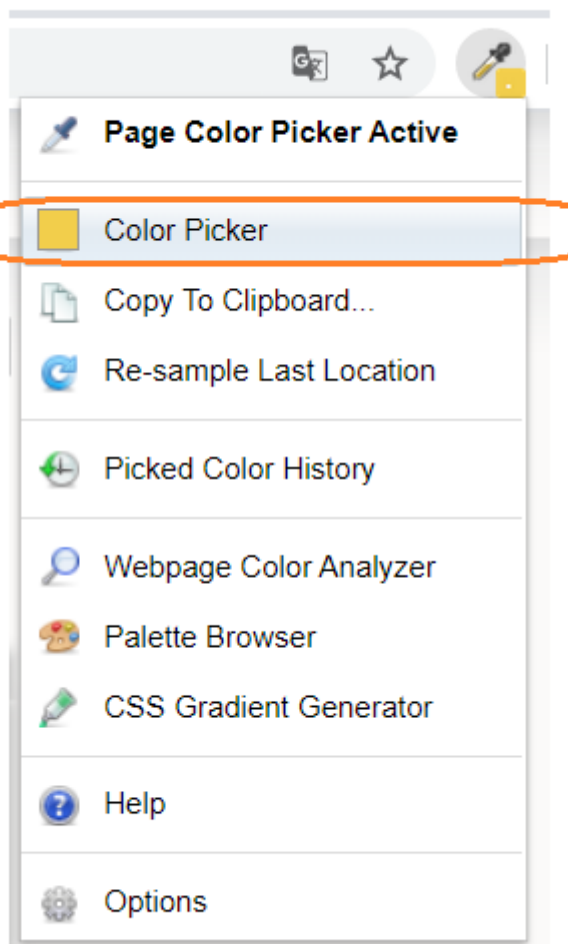 Page Color Picker Active
Color Picker
Copy To Clipboard...
Re-sample Last Location
Picked Color History
Webpage Color Analyzer
Palette Browser
CSS Gradient Generator
Help
Options